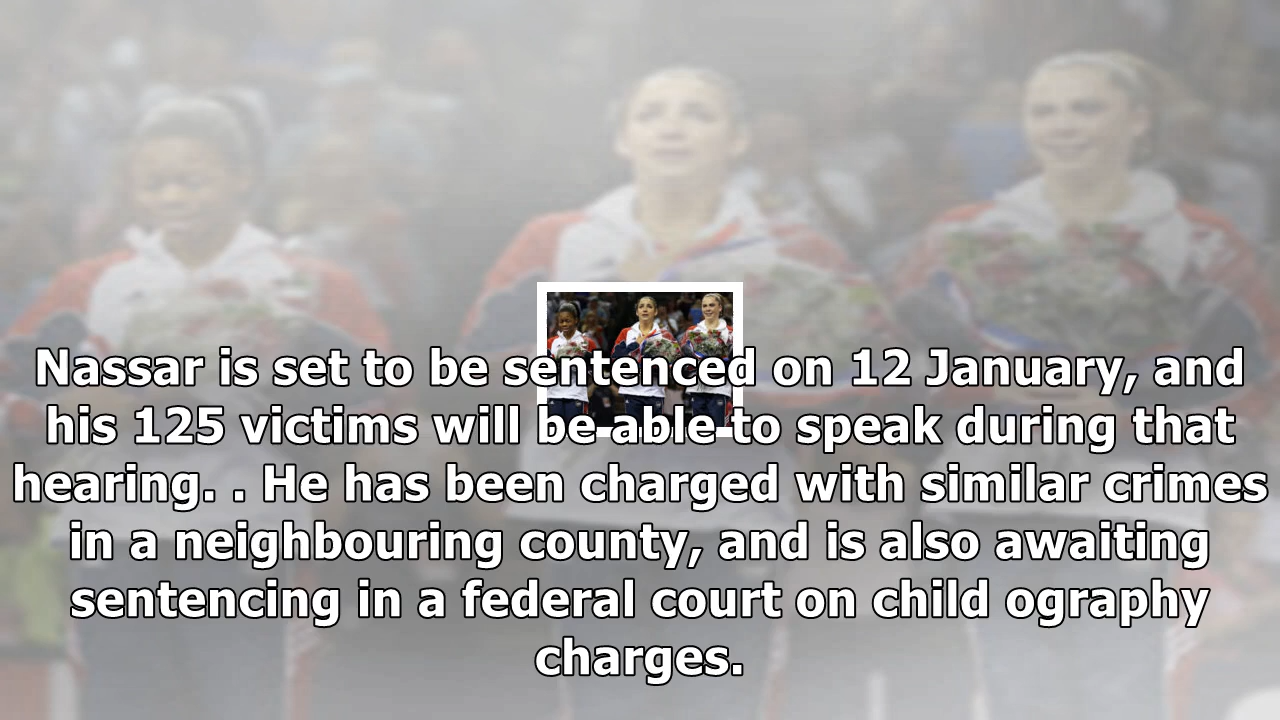 Nassar is set to be sentenced on 12 January, and
his 125 victims will be able to speak during that
hearing. . He has been charged with similar crimes
in a neighbouring county, and is also awaiting
sentencing in a federal court on child ography
charges.